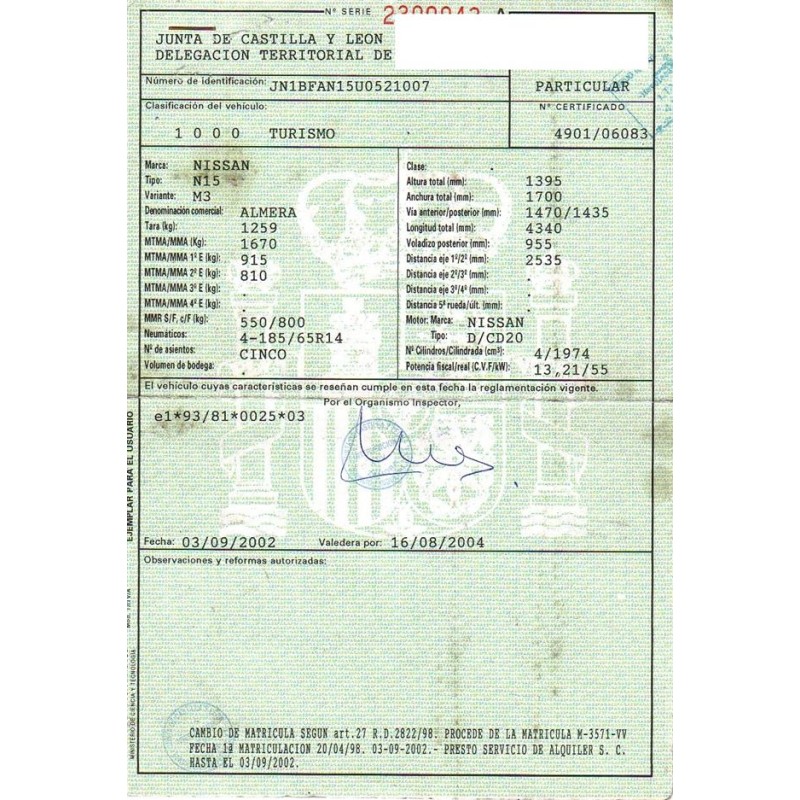 Nº SERIE
JUNTA DE CASTILLA Y LEON
DELEGACION TERRITORIAL DE
Número de identificación: JN1BFAN15U0521007
PARTICULAR
Clasificación del vehículo:
Nº CERTIFICADO
1 0 0 0 TURISMO
4901/06083
Marca: NISSAN
Tipo: N15
Variante: M3
Denominación comercial: ALMERA
Tara (kg): 1259
MTMA/MMA (Kg): 1670
MTMA/MMA 1º E (kg): 915
MTMA/MMA 2º E (kg): 810
MTMA/MMA 3º E (kg): .
MTMA/MMA 4º E (kg): .
MMR S/F, c/F (kg): 550/800
Neumáticos: 4-185/65R14
Nº de asientos: CINCO
Volumen de bodega: .
Clase: .
Altura total (mm): 1395
Anchura total (mm): 1700
Vía anterior/posterior (mm): 1470/1435
Longitud total (mm): 4340
Voladizo posterior (mm): 955
Distancia eje 1º/2º (mm): 2535
Distancia eje 2º/3º (mm): .
Distancia eje 3º/4º (mm): .
Distancia 5ª rueda/últ. (mm): .
Motor: Marca: NISSAN
Tipo: D/CD20
Nº Cilindros/Cilindrada (cm³): 4/1974
Potencia fiscal/real (C.V.F/kW): 13,21/55
El vehículo cuyas características se reseñan cumple en esta fecha la reglamentación vigente.
Por el Organismo Inspector,
e1*93/81*0025*03
Fecha: 03/09/2002 Valedera por: 16/08/2004
Observaciones y reformas autorizadas:
CAMBIO DE MATRICULA SEGUN art.27 R.D.2822/98. PROCEDE DE LA MATRICULA M-3571-VV
FECHA 1ª MATRICULACION 20/04/98. 03-09-2002.- PRESTO SERVICIO DE ALQUILER S. C.
HASTA EL 03/09/2002.
EJEMPLAR PARA EL USUARIO
MINISTERIO DE CIENCIA Y TECNOLOGÍA